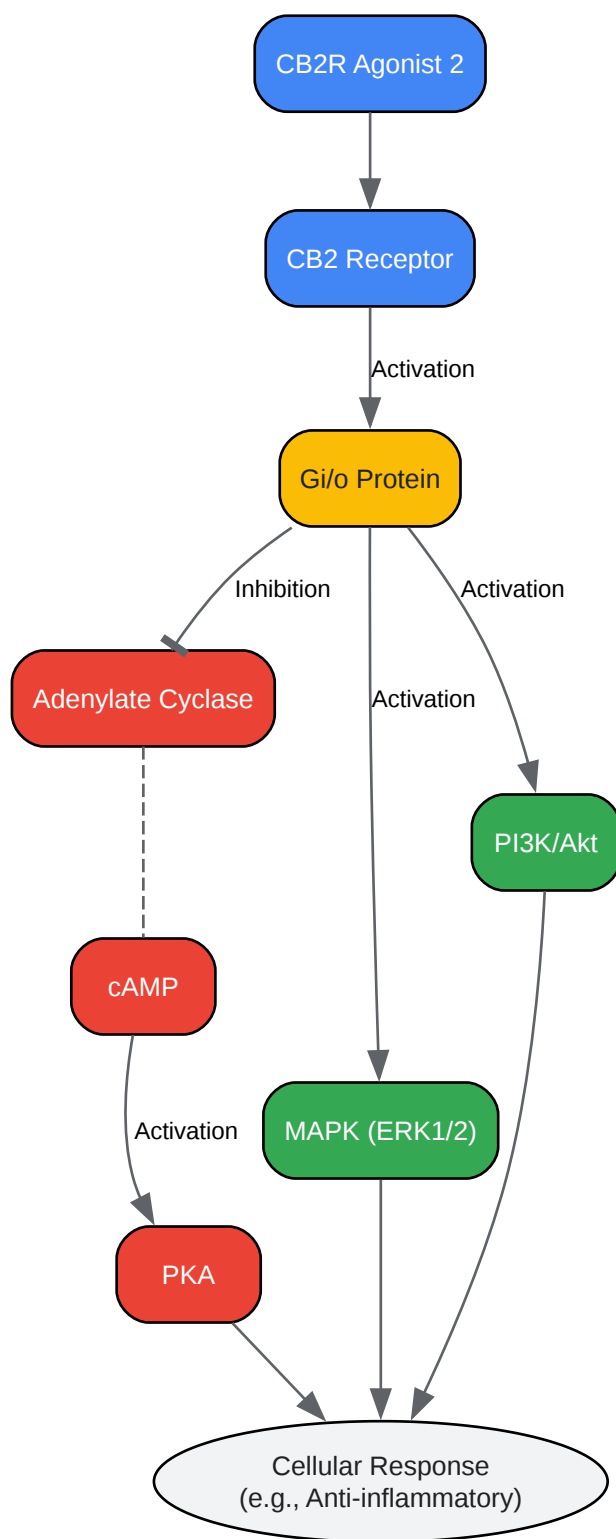 CB2R Agonist 2
CB2 Receptor
Activation
Gi/o Protein
Inhibition
Activation
Adenylate Cyclase
Activation
PI3K/Akt
cAMP
Activation
MAPK (ERK1/2)
PKA
Cellular Response
(e.g., Anti-inflammatory)